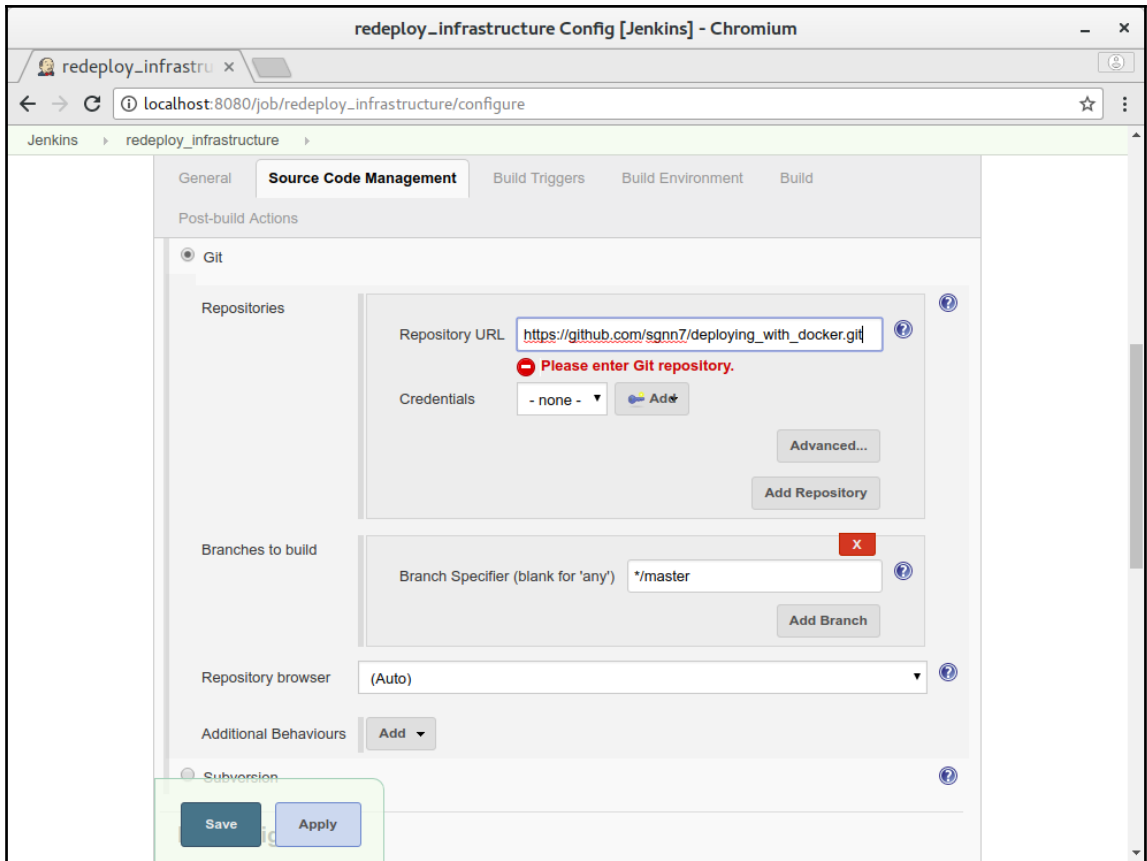 redeploy_infrastructure Config [Jenkins] - Chromium
redeploy_infrastru
localhost:8080/job/redeploy_infrastructure/configure
Jenkins redeploy_infrastructure
General Source Code Management Build Triggers Build Environment Build
Post-build Actions
Git
Repositories
Repository URL https://github.com/sgnn7/deploying_with_docker.git
Please enter Git repository.
Credentials - none - Add
Advanced...
Add Repository
Branches to build
X
Branch Specifier (blank for 'any') */master
Add Branch
Repository browser (Auto)
Additional Behaviours Add
Subversion
Save Apply